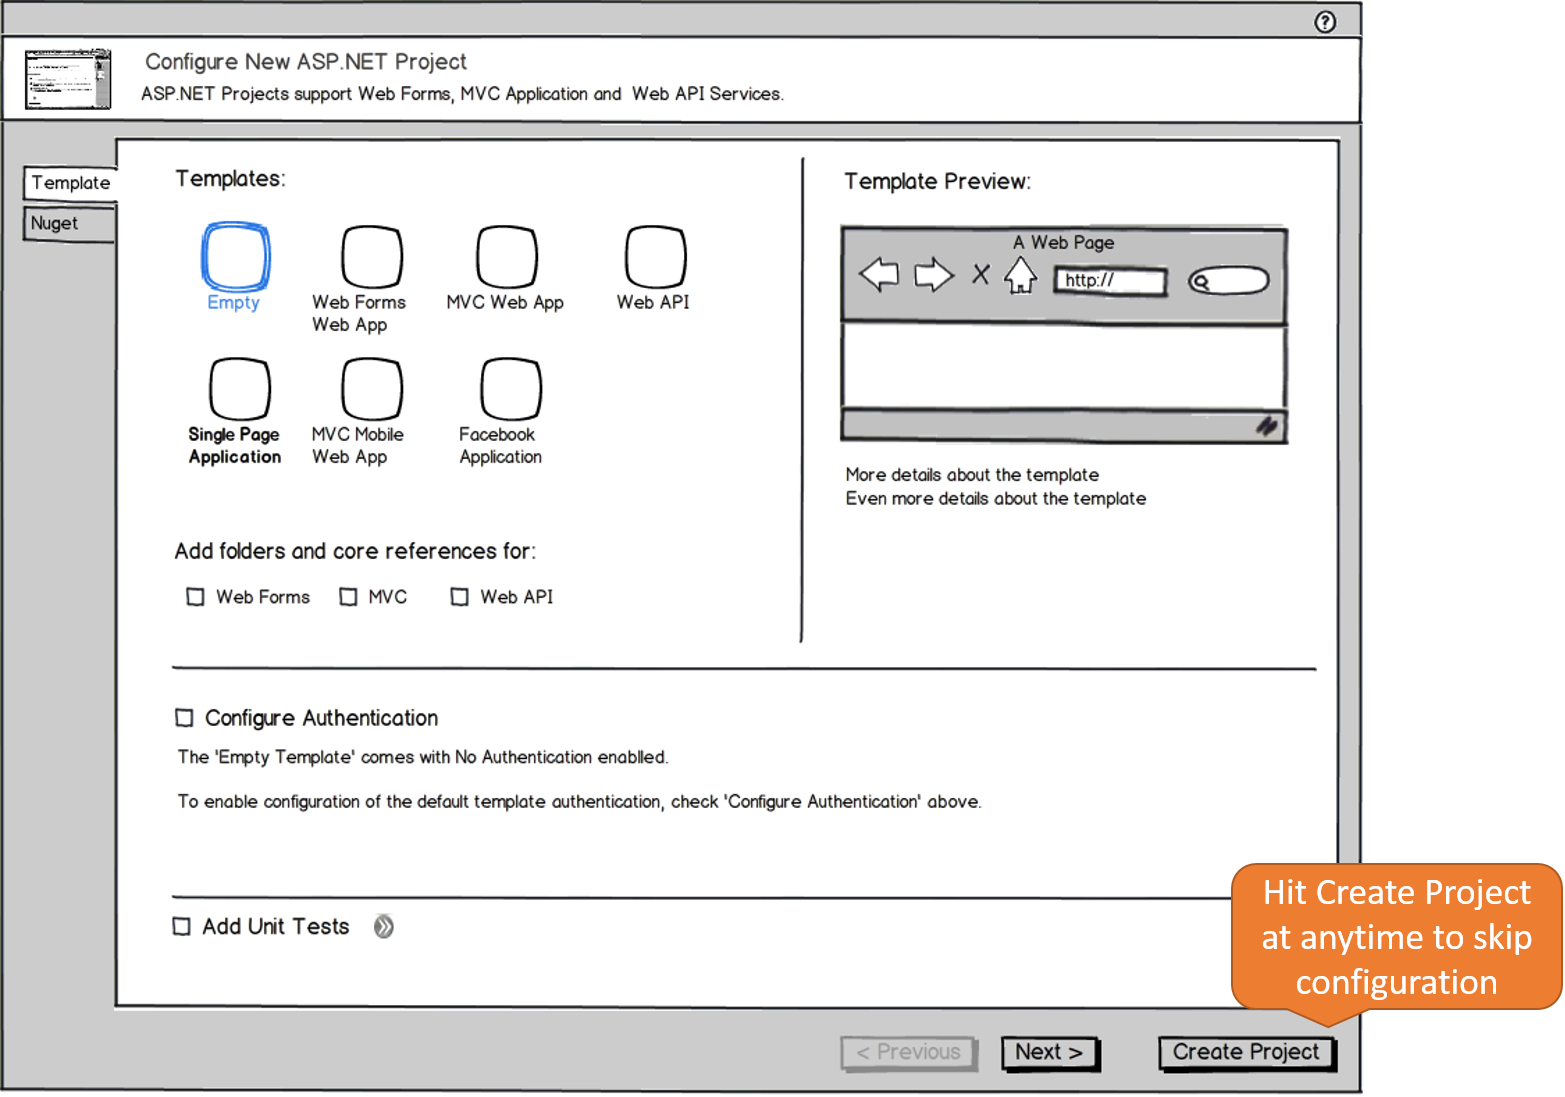 ?
Configure New ASP.NET Project
ASP.NET Projects support Web Forms, MVC Application and Web API Services.
Template
Nuget
Templates:
Empty
Web Forms
Web App
MVC Web App
Web API
Single Page
Application
MVC Mobile
Web App
Facebook
Application
Add folders and core references for:
Web Forms
MVC
Web API
Template Preview:
A Web Page
http://
More details about the template
Even more details about the template
Configure Authentication
The 'Empty Template' comes with No Authentication enablled.
To enable configuration of the default template authentication, check 'Configure Authentication' above.
Add Unit Tests
Hit Create Project
at anytime to skip
configuration
< Previous
Next >
Create Project